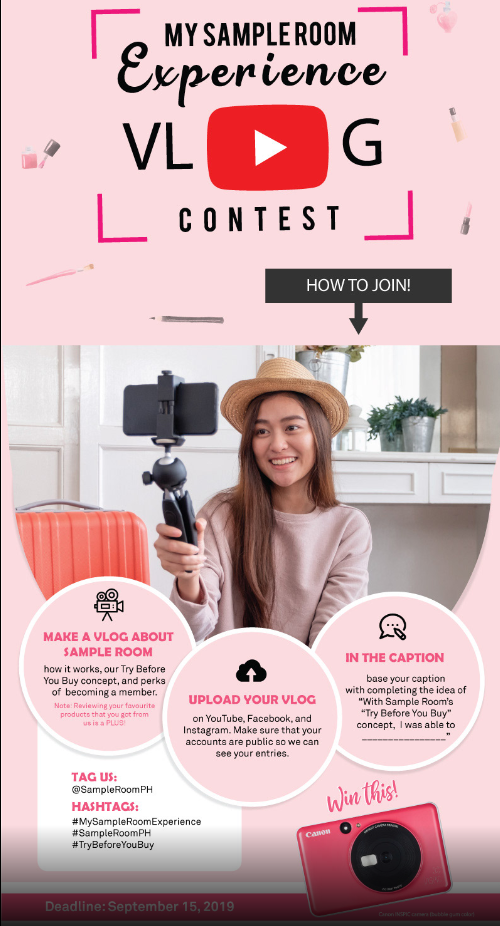 MY SAMPLE ROOM
Experience
VL G
CONTEST
HOW TO JOIN!
MAKE A VLOG ABOUT
SAMPLE ROOM
how it works, our Try Before
You Buy concept, and perks
of becoming a member.
Note: Reviewing your favourite
products that you got from
us is a PLUS!
UPLOAD YOUR VLOG
on YouTube, Facebook, and
Instagram. Make sure that your
accounts are public so we can
see your entries.
IN THE CAPTION
base your caption
with completing the idea of
"With Sample Room's
"Try Before You Buy"
concept, I was able to
________________"
TAG US:
@SampleRoomPH
HASHTAGS:
#MySampleRoomExperience
#SampleRoomPH
#TryBeforeYouBuy
Win this!
Canon
Deadline: September 15, 2019